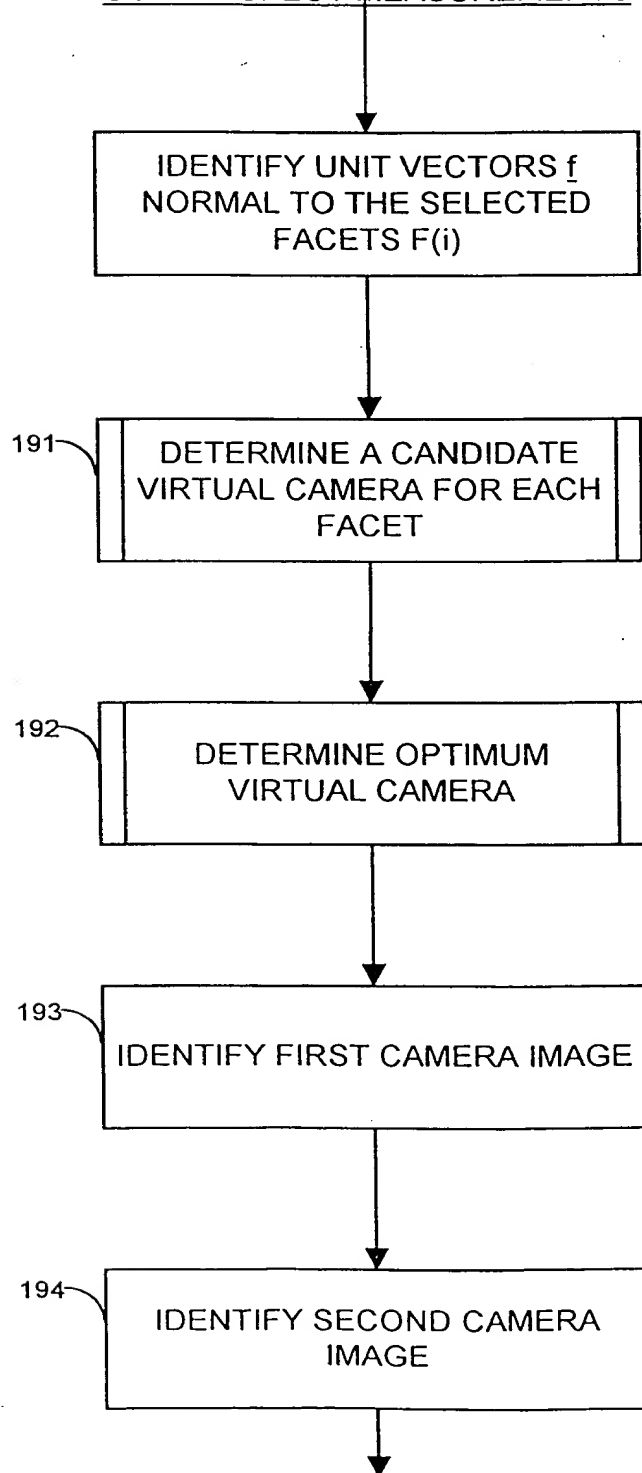 IDENTIFY UNIT VECTORS f
NORMAL TO THE SELECTED
FACETS F(i)
191
DETERMINE A CANDIDATE
VIRTUAL CAMERA FOR EACH
FACET
192
DETERMINE OPTIMUM
VIRTUAL CAMERA
193
IDENTIFY FIRST CAMERA IMAGE
194
IDENTIFY SECOND CAMERA
IMAGE